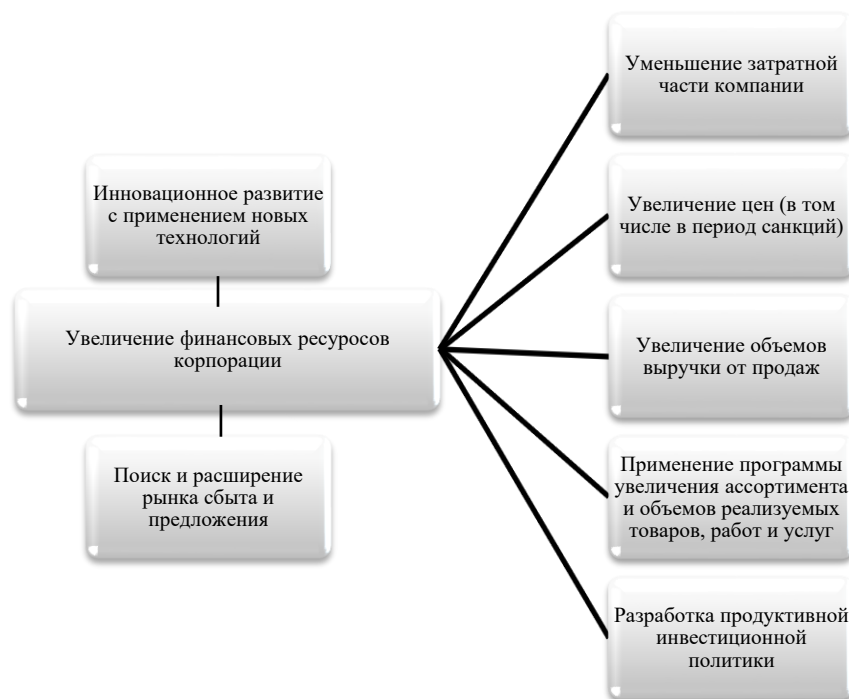 Инновационное развитие
с применением новых
технологий
Увеличение финансовых ресурсов
корпорации
Поиск и расширение
рынка сбыта и
предложения
Уменьшение затратной
части компании
Увеличение цен (в том
числе в период санкций)
Увеличение объемов
выручки от продаж
Применение программы
увеличения ассортимента
и объемов реализуемых
товаров, работ и услуг
Разработка продуктивной
инвестиционной
политики